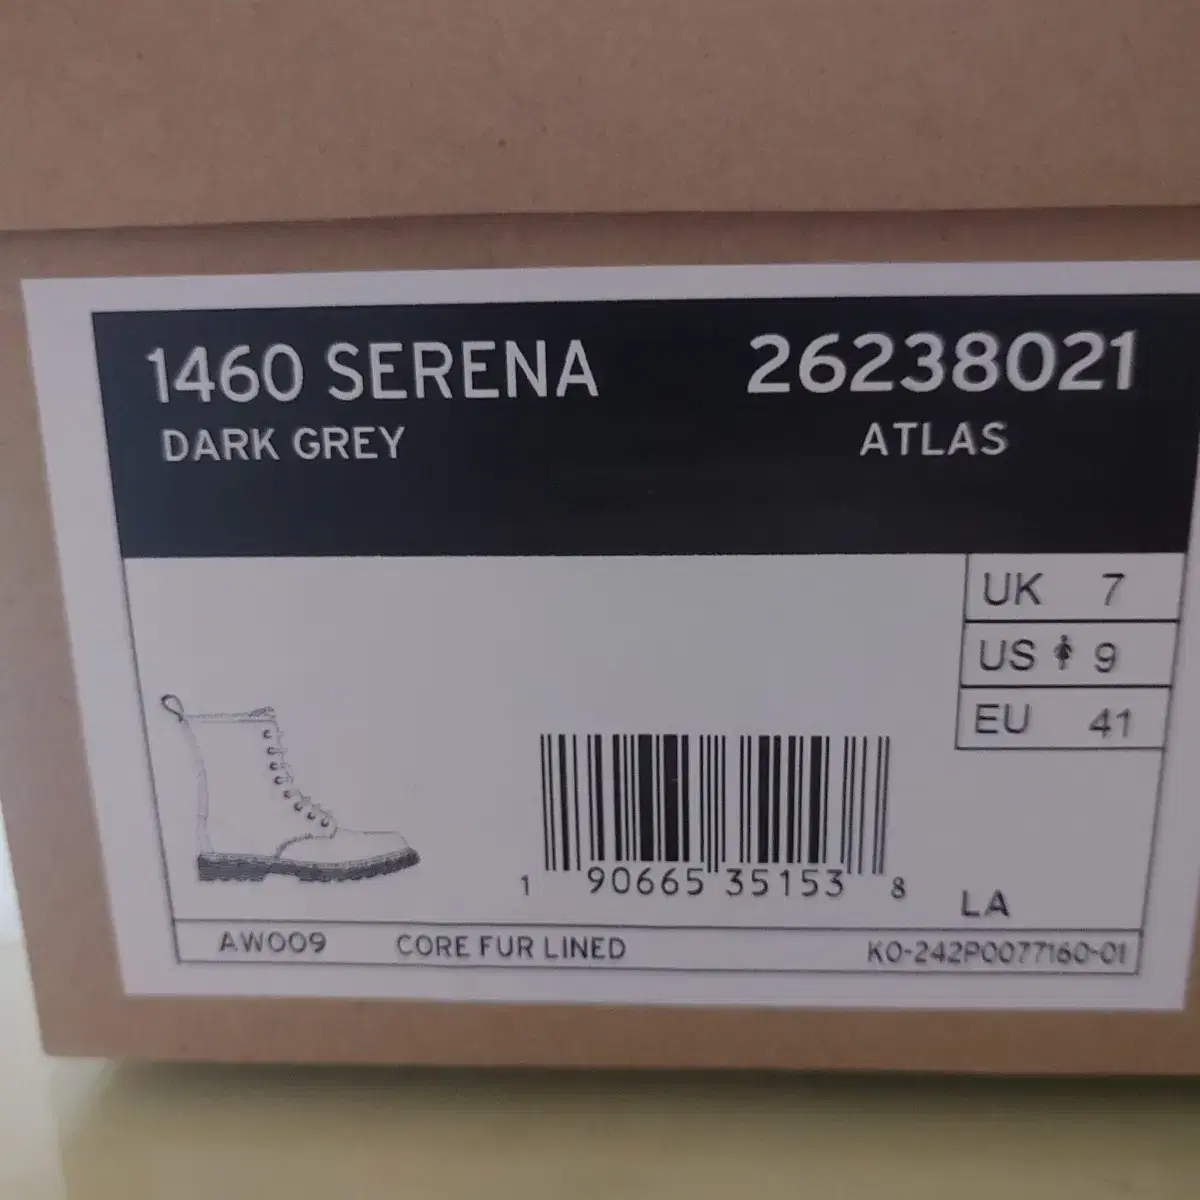 1460 SERENA 26238021
DARK GREY ATLAS
UK 7
US 9
EU 41
1 90665 35153 8
LA
AW009 CORE FUR LINED KO-242P0077160-01